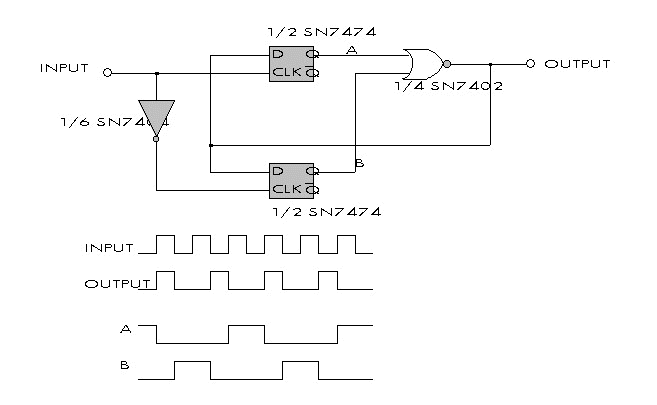 1/2 SN7474
A
INPUT
D Q
CLK Q
OUTPUT
1/4 SN7402
1/6 SN7404
B
D Q
CLK Q
1/2 SN7474
INPUT
OUTPUT
A
B